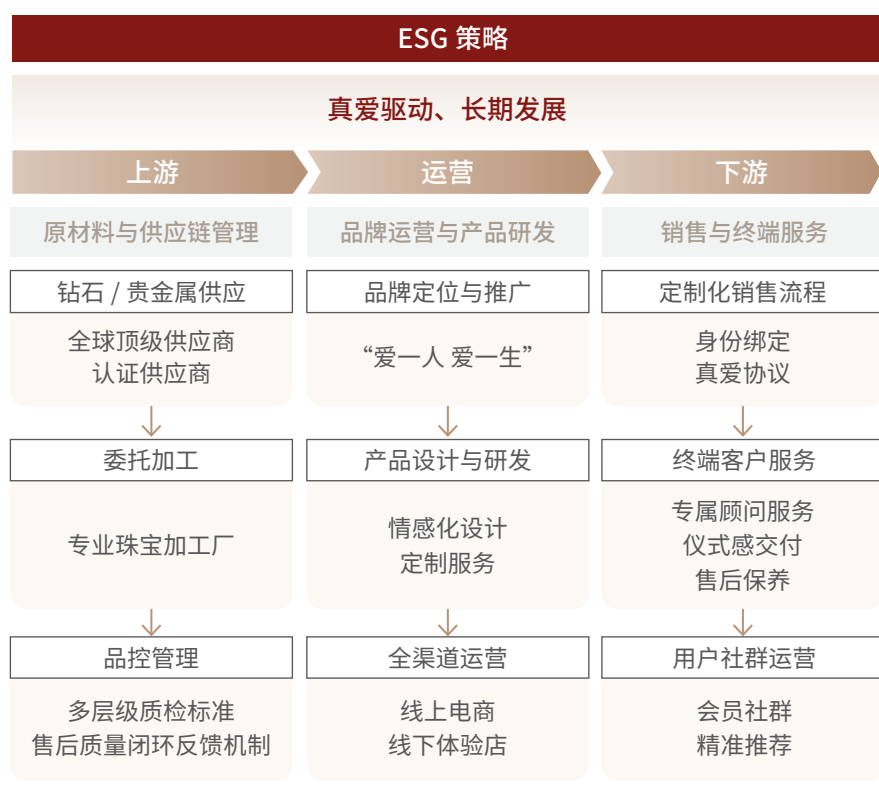 ESG 策略
真爱驱动、长期发展
上游
运营
下游
原材料与供应链管理
品牌运营与产品研发
销售与终端服务
钻石 / 贵金属供应
品牌定位与推广
定制化销售流程
全球顶级供应商
认证供应商
“爱一人 爱一生”
身份绑定
真爱协议
委托加工
产品设计与研发
终端客户服务
专业珠宝加工厂
情感化设计
定制服务
专属顾问服务
仪式感交付
售后保养
品控管理
全渠道运营
用户社群运营
多层级质检标准
售后质量闭环反馈机制
线上电商
线下体验店
会员社群
精准推荐